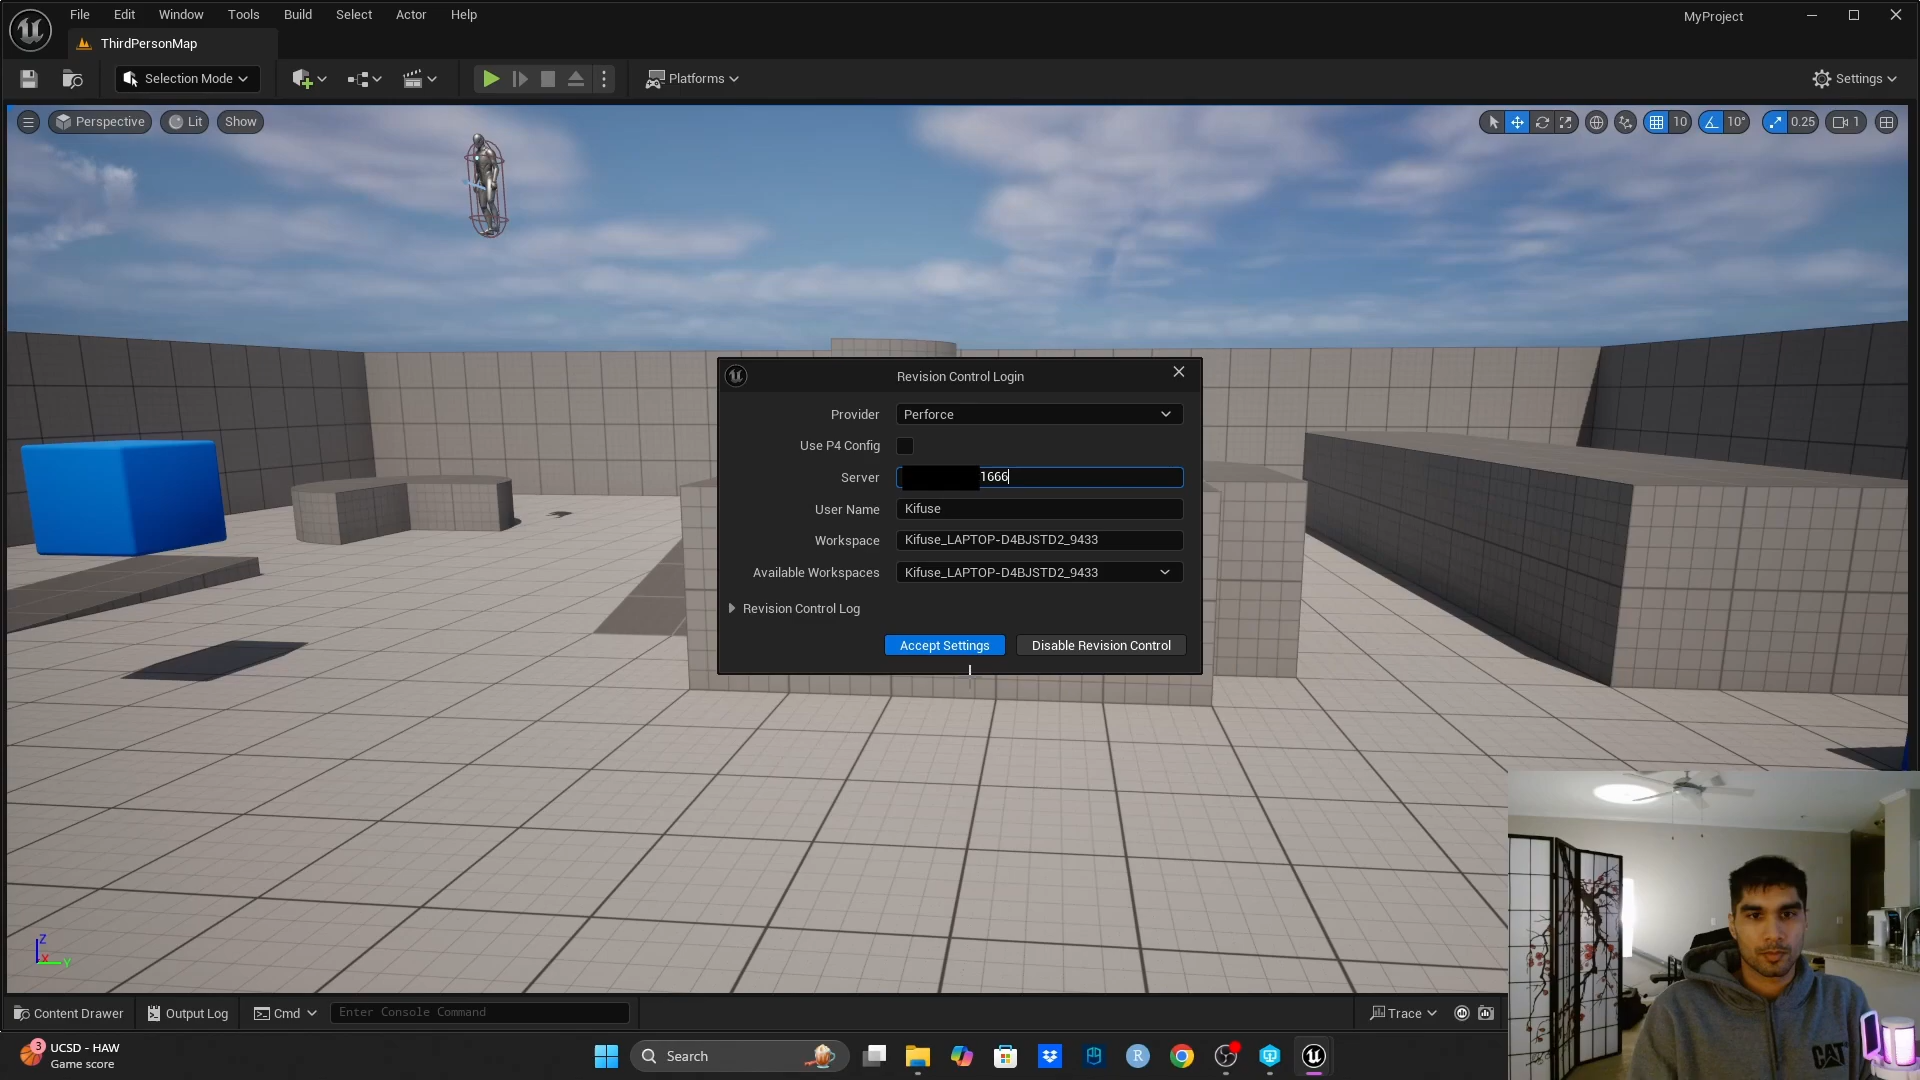 File Edit Window Tools Build Select Actor Help
MyProject
ThirdPersonMap
Selection Mode
Platforms
Settings
Perspective
Lit
Show
10
10°
0.25
1
Revision Control Login
Provider
Perforce
Use P4 Config
Server
1666
User Name
Kifuse
Workspace
Kifuse_LAPTOP-D4BJSTD2_9433
Available Workspaces
Kifuse_LAPTOP-D4BJSTD2_9433
Revision Control Log
Accept Settings
Disable Revision Control
Z
X
Y
Content Drawer
Output Log
Cmd
Enter Console Command
Trace
3
UCSD - HAW
Game score
Search
R
CAT